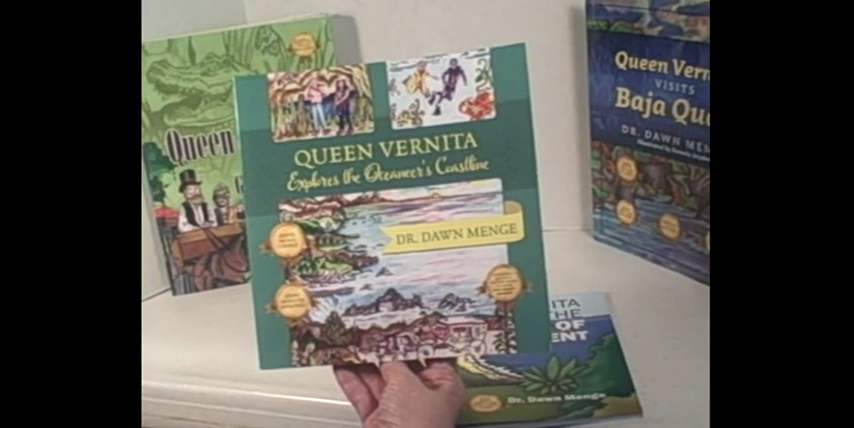 Queen
QUEEN VERNITA
Explores the Oceaneer's Coastline
DR. DAWN MENGE
Queen Vern
VISITS
Baja Qu
DR. DAWN MEN
ITA
THE
OF
ENT
Dr. Dawn Menge